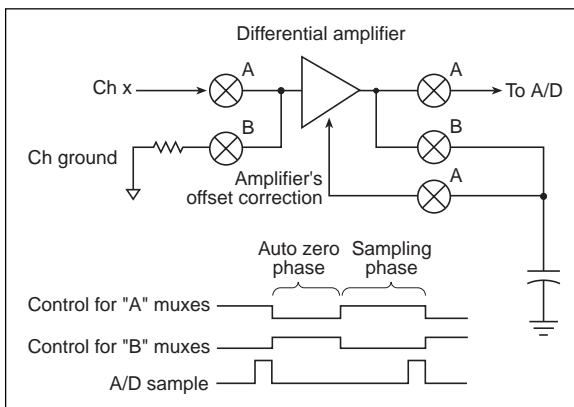 Differential amplifier
A
A
Ch x
To A/D
B
B
Ch ground
Amplifier's
offset correction
A
Auto zero
phase
Sampling
phase
Control for "A" muxes
Control for "B" muxes
A/D sample